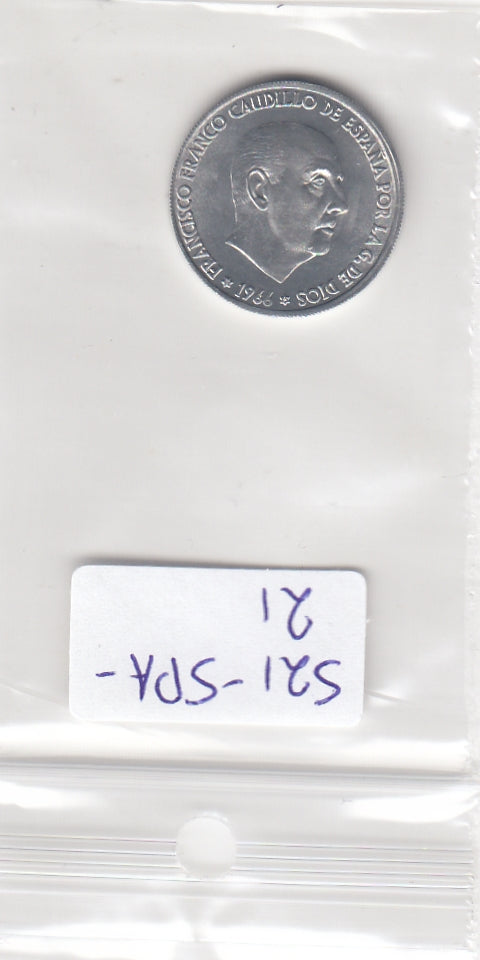 ★ FRANCISCO FRANCO CAUDILLO DE ESPAÑA POR LA G. DE DIOS ★ 1966
S21-SPA-
21